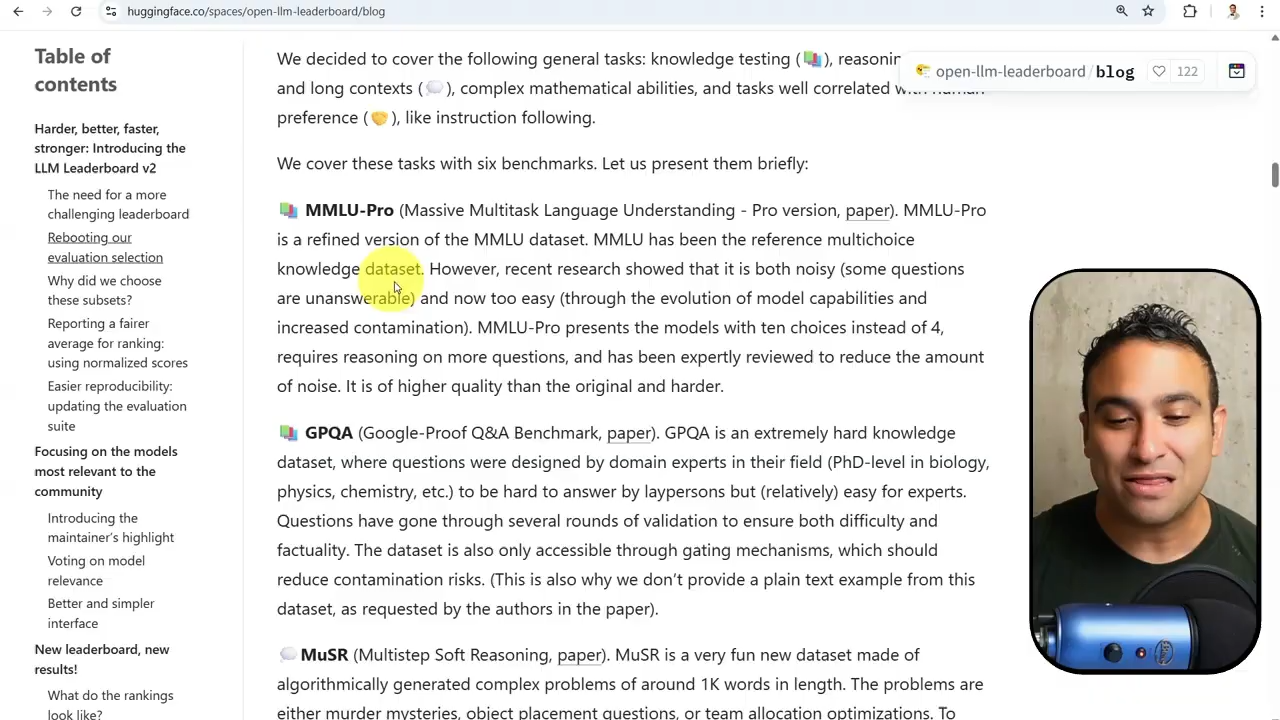 huggingface.co/spaces/open-llm-leaderboard/blog
Table of
contents
Harder, better, faster,
stronger: Introducing the
LLM Leaderboard v2
The need for a more
challenging leaderboard
Rebooting our
evaluation selection
Why did we choose
these subsets?
Reporting a fairer
average for ranking:
using normalized scores
Easier reproducibility:
updating the evaluation
suite
Focusing on the models
most relevant to the
community
Introducing the
maintainer's highlight
Voting on model
relevance
Better and simpler
interface
New leaderboard, new
results!
What do the rankings
look like?
open-llm-leaderboard/blog
122
We decided to cover the following general tasks: knowledge testing (📚), reasoning
and long contexts (💭), complex mathematical abilities, and tasks well correlated with human
preference (🤝), like instruction following.
We cover these tasks with six benchmarks. Let us present them briefly:
📚 MMLU-Pro (Massive Multitask Language Understanding - Pro version, paper). MMLU-Pro
is a refined version of the MMLU dataset. MMLU has been the reference multichoice
knowledge dataset. However, recent research showed that it is both noisy (some questions
are unanswerable) and now too easy (through the evolution of model capabilities and
increased contamination). MMLU-Pro presents the models with ten choices instead of 4,
requires reasoning on more questions, and has been expertly reviewed to reduce the amount
of noise. It is of higher quality than the original and harder.
📚 GPQA (Google-Proof Q&A Benchmark, paper). GPQA is an extremely hard knowledge
dataset, where questions were designed by domain experts in their field (PhD-level in biology,
physics, chemistry, etc.) to be hard to answer by laypersons but (relatively) easy for experts.
Questions have gone through several rounds of validation to ensure both difficulty and
factuality. The dataset is also only accessible through gating mechanisms, which should
reduce contamination risks. (This is also why we don't provide a plain text example from this
dataset, as requested by the authors in the paper).
💭MuSR (Multistep Soft Reasoning, paper). MuSR is a very fun new dataset made of
algorithmically generated complex problems of around 1K words in length. The problems are
either murder mysteries, object placement questions, or team allocation optimizations. To